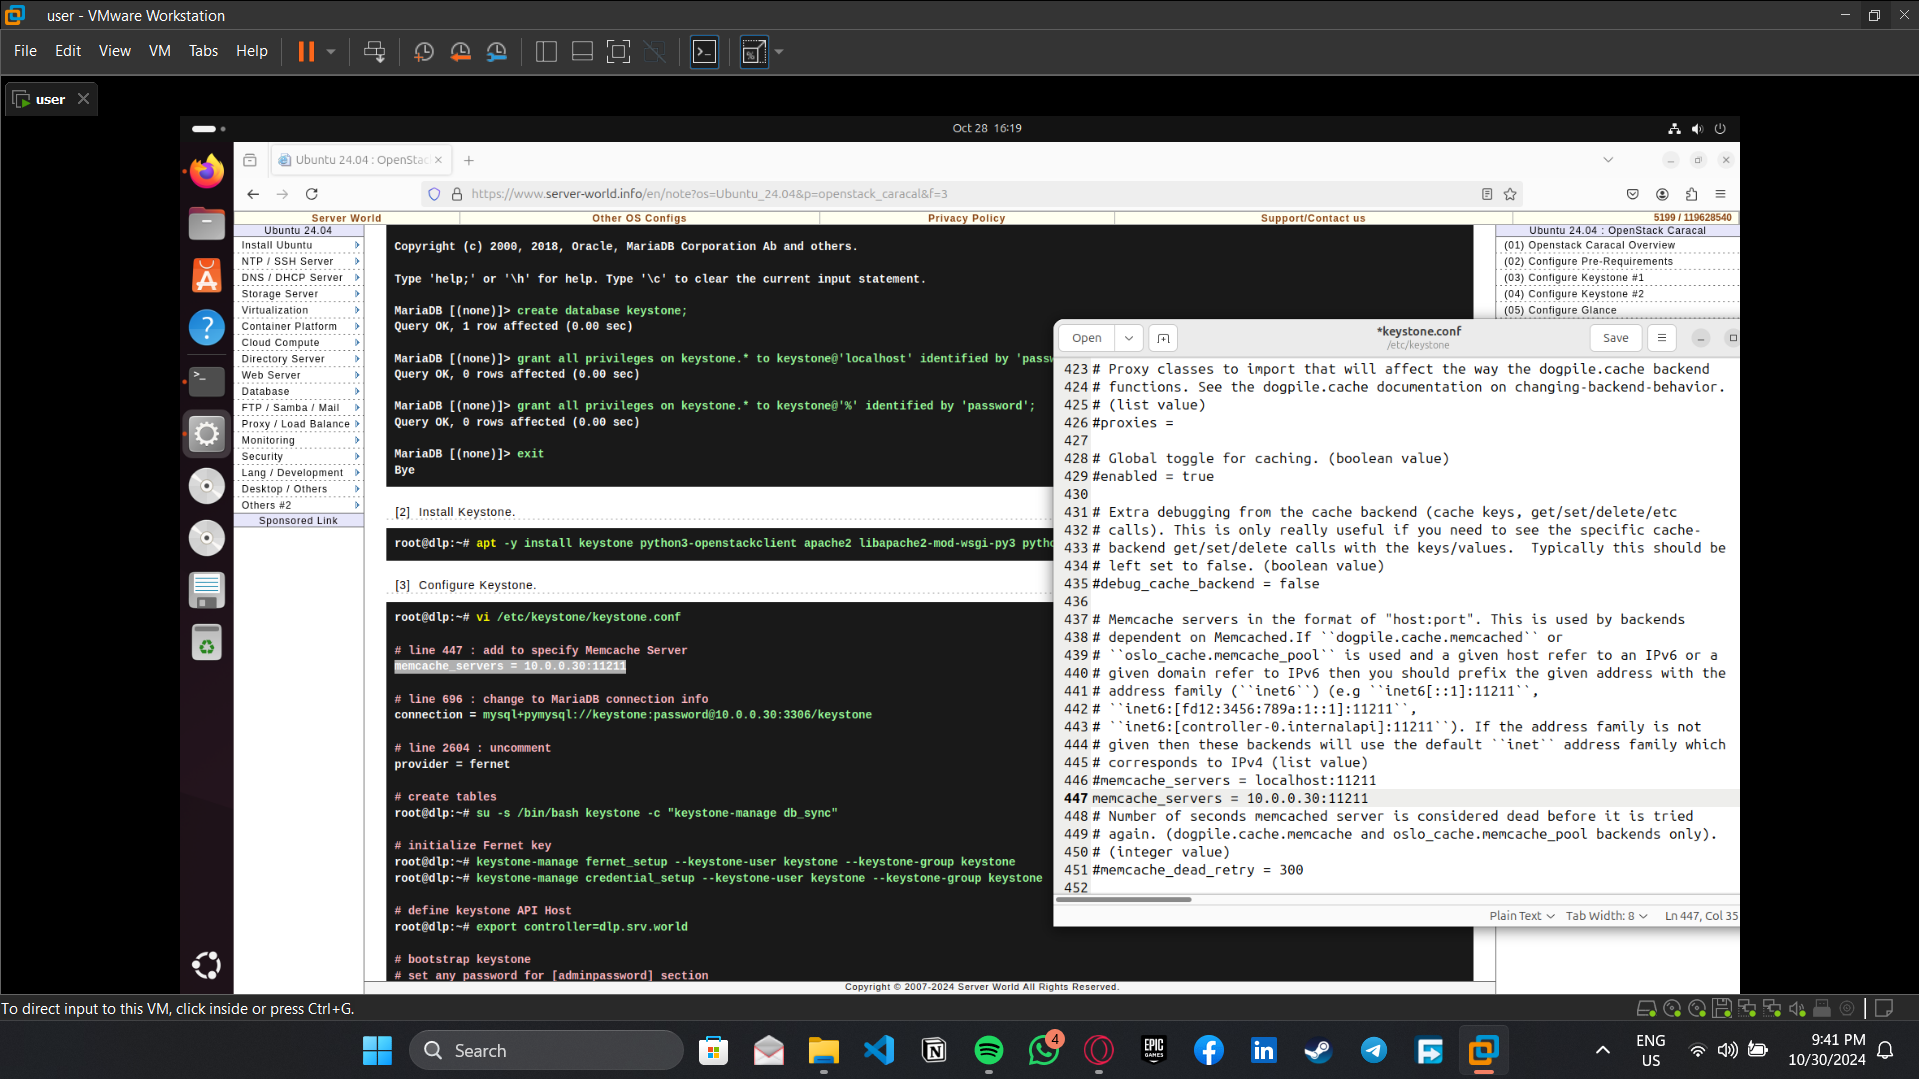 user - VMware Workstation
File Edit View VM Tabs Help
user
Oct 28 16:19
Ubuntu 24.04 : OpenStac
https://www.server-world.info/en/note?os=Ubuntu_24.04&p=openstack_caracal&f=3
Server World Other OS Configs Privacy Policy Support/Contact us 5199 / 119628540
Ubuntu 24.04
Install Ubuntu
NTP / SSH Server
DNS / DHCP Server
Storage Server
Virtualization
Container Platform
Cloud Compute
Directory Server
Web Server
Database
FTP / Samba / Mail
Proxy / Load Balance
Monitoring
Security
Lang / Development
Desktop / Others
Others #2
Sponsored Link
Copyright (c) 2000, 2018, Oracle, MariaDB Corporation Ab and others.
Type 'help;' or '\h' for help. Type '\c' to clear the current input statement.
MariaDB [(none)]> create database keystone;
Query OK, 1 row affected (0.00 sec)
MariaDB [(none)]> grant all privileges on keystone.* to keystone@'localhost' identified by 'passw
Query OK, 0 rows affected (0.00 sec)
MariaDB [(none)]> grant all privileges on keystone.* to keystone@'%' identified by 'password';
Query OK, 0 rows affected (0.00 sec)
MariaDB [(none)]> exit
Bye
[2] Install Keystone.
root@dlp:~# apt -y install keystone python3-openstackclient apache2 libapache2-mod-wsgi-py3 pytho
[3] Configure Keystone.
root@dlp:~# vi /etc/keystone/keystone.conf
# line 447 : add to specify Memcache Server
memcache_servers = 10.0.0.30:11211
# line 696 : change to MariaDB connection info
connection = mysql+pymysql://keystone:password@10.0.0.30:3306/keystone
# line 2604 : uncomment
provider = fernet
# create tables
root@dlp:~# su -s /bin/bash keystone -c "keystone-manage db_sync"
# initialize Fernet key
root@dlp:~# keystone-manage fernet_setup --keystone-user keystone --keystone-group keystone
root@dlp:~# keystone-manage credential_setup --keystone-user keystone --keystone-group keystone
# define keystone API Host
root@dlp:~# export controller=dlp.srv.world
# bootstrap keystone
# set any password for [adminpassword] section
Copyright © 2007-2024 Server World All Rights Reserved.
Ubuntu 24.04 : OpenStack Caracal
(01) Openstack Caracal Overview
(02) Configure Pre-Requirements
(03) Configure Keystone #1
(04) Configure Keystone #2
(05) Configure Glance
Open
*keystone.conf
/etc/keystone
Save
423 # Proxy classes to import that will affect the way the dogpile.cache backend
424 # functions. See the dogpile.cache documentation on changing-backend-behavior.
425 # (list value)
426 #proxies =
427
428 # Global toggle for caching. (boolean value)
429 #enabled = true
430
431 # Extra debugging from the cache backend (cache keys, get/set/delete/etc
432 # calls). This is only really useful if you need to see the specific cache-
433 # backend get/set/delete calls with the keys/values.  Typically this should be
434 # left set to false. (boolean value)
435 #debug_cache_backend = false
436
437 # Memcache servers in the format of "host:port". This is used by backends
438 # dependent on Memcached.If ``dogpile.cache.memcached`` or
439 # ``oslo_cache.memcache_pool`` is used and a given host refer to an IPv6 or a
440 # given domain refer to IPv6 then you should prefix the given address with the
441 # address family (``inet6``) (e.g ``inet6[::1]:11211``,
442 # ``inet6:[fd12:3456:789a:1::1]:11211``,
443 # ``inet6:[controller-0.internalapi]:11211``). If the address family is not
444 # given then these backends will use the default ``inet`` address family which
445 # corresponds to IPv4 (list value)
446 #memcache_servers = localhost:11211
447 memcache_servers = 10.0.0.30:11211
448 # Number of seconds memcached server is considered dead before it is tried
449 # again. (dogpile.cache.memcache and oslo_cache.memcache_pool backends only).
450 # (integer value)
451 #memcache_dead_retry = 300
452
Plain Text Tab Width: 8 Ln 447, Col 35
To direct input to this VM, click inside or press Ctrl+G.
Search
4
EPIC GAMES
ENG
US
9:41 PM
10/30/2024